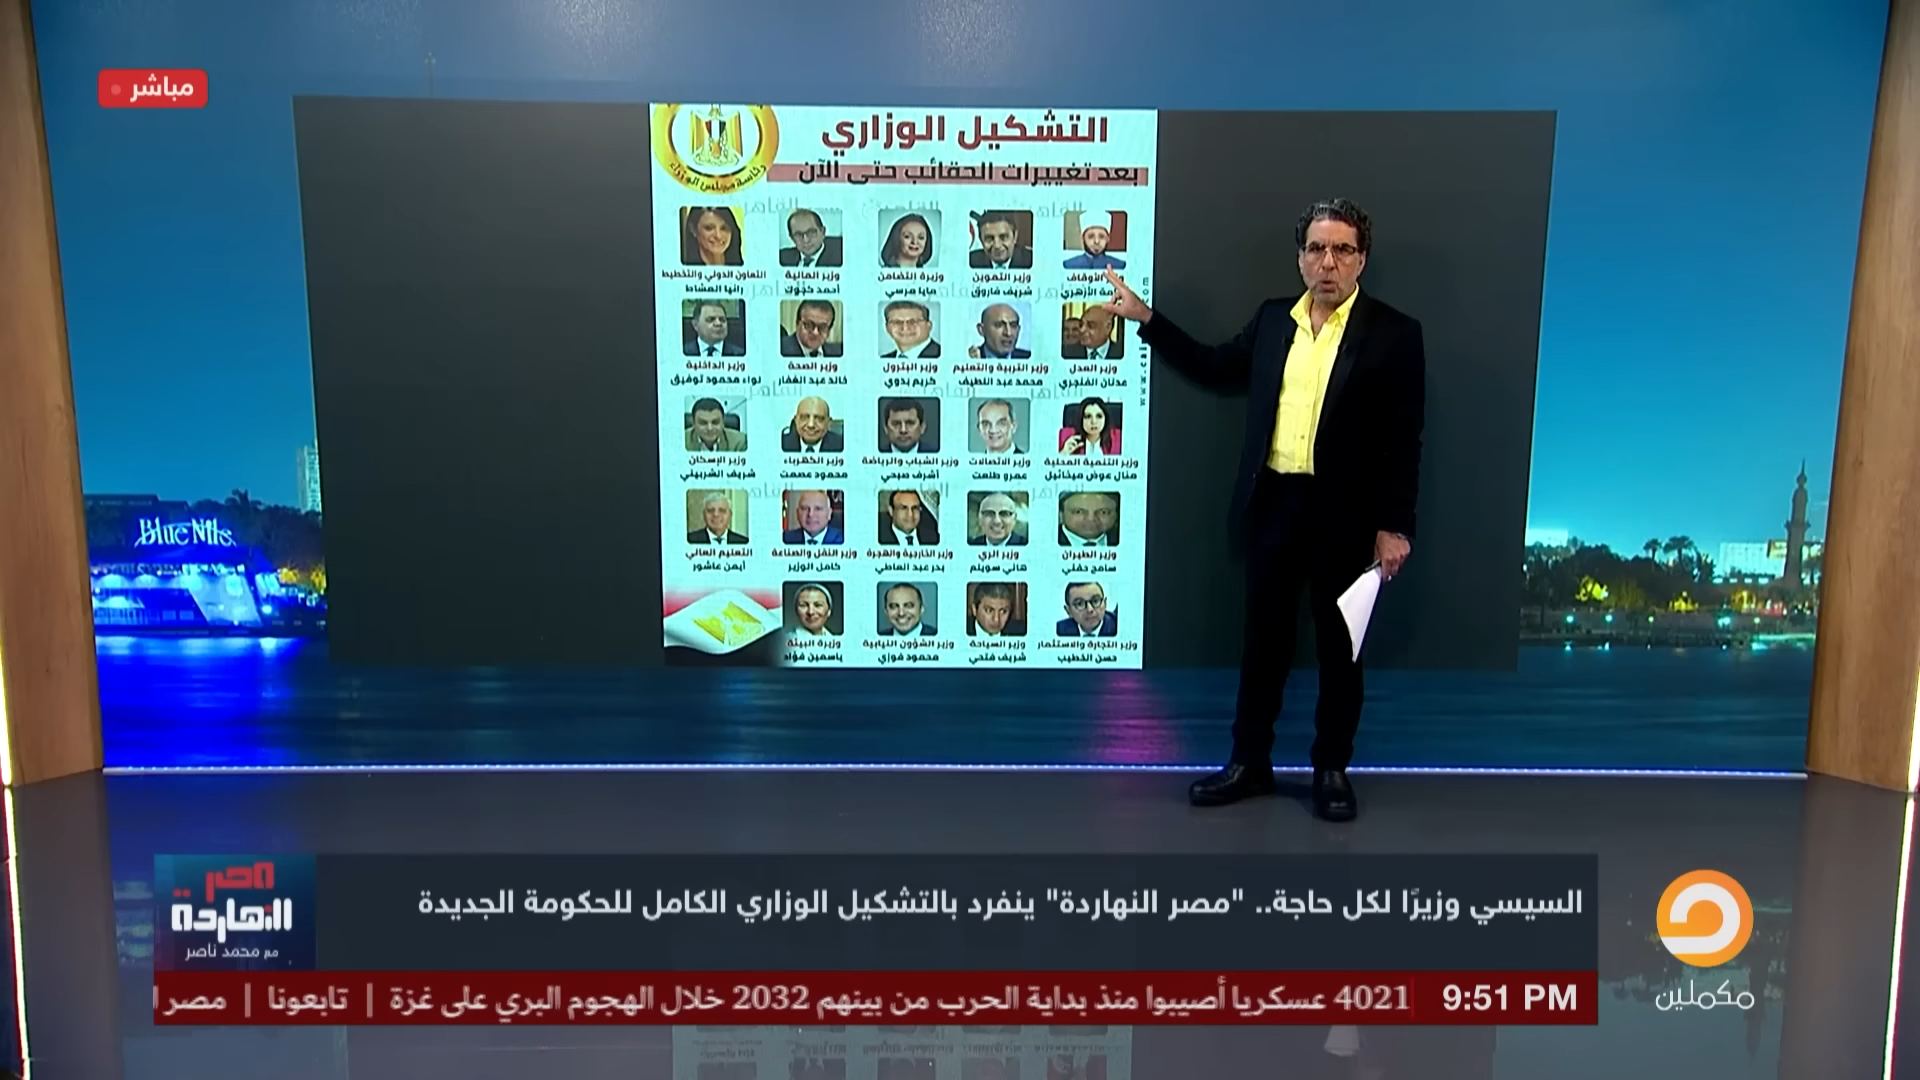 مباشر
التشكيل الوزاري
بعد تغييرات الحقائب حتى الآن
رئاسة مجلس الوزراء
الأوقاف
الأزهري
وزير التموين
شريف فاروق
وزيرة التضامن
مايا مرسي
وزير المالية
أحمد كجوك
التعاون الدولي والتخطيط
رانيا المشاط
وزير العدل
عدنان الفنجري
وزير التربية والتعليم
محمد عبد اللطيف
وزير البترول
كريم بدوي
وزير الصحة
خالد عبد الغفار
وزير الداخلية
لواء محمود توفيق
وزير التنمية المحلية
منال عوض ميخائيل
وزير الاتصالات
عمرو طلعت
وزير الشباب والرياضة
أشرف صبحي
وزير الكهرباء
محمود عصمت
وزير الإسكان
شريف الشربيني
وزير الطيران
سامح حفني
وزير الري
هاني سويلم
وزير الخارجية والهجرة
بدر عبد العاطي
وزير النقل والصناعة
كامل الوزير
التعليم العالي
أيمن عاشور
وزير التجارة والاستثمار
حسن الخطيب
وزير السياحة
شريف فتحي
وزير الشؤون النيابية
محمود فوزي
وزيرة البيئة
ياسمين فؤاد
Blue Nile
السيسي وزيرًا لكل حاجة.. "مصر النهاردة" ينفرد بالتشكيل الوزاري الكامل للحكومة الجديدة
مصر
النهاردة
مع محمد ناصر
9:51 PM
4021 عسكريا أصيبوا منذ بداية الحرب من بينهم 2032 خلال الهجوم البري على غزة | تابعونا | مصر ا
مكملين